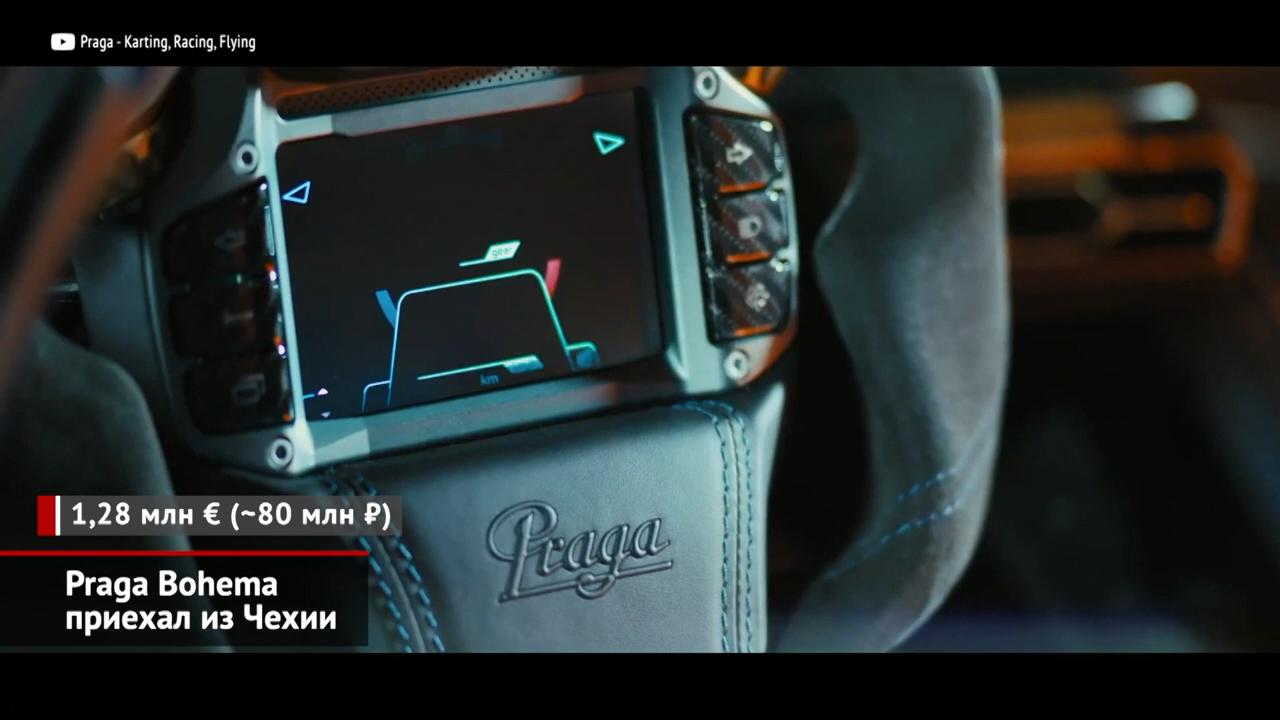 Praga - Karting, Racing, Flying
gear
km
1,28 млн € (~80 млн ₽)
Praga
Praga Bohema
приехал из Чехии